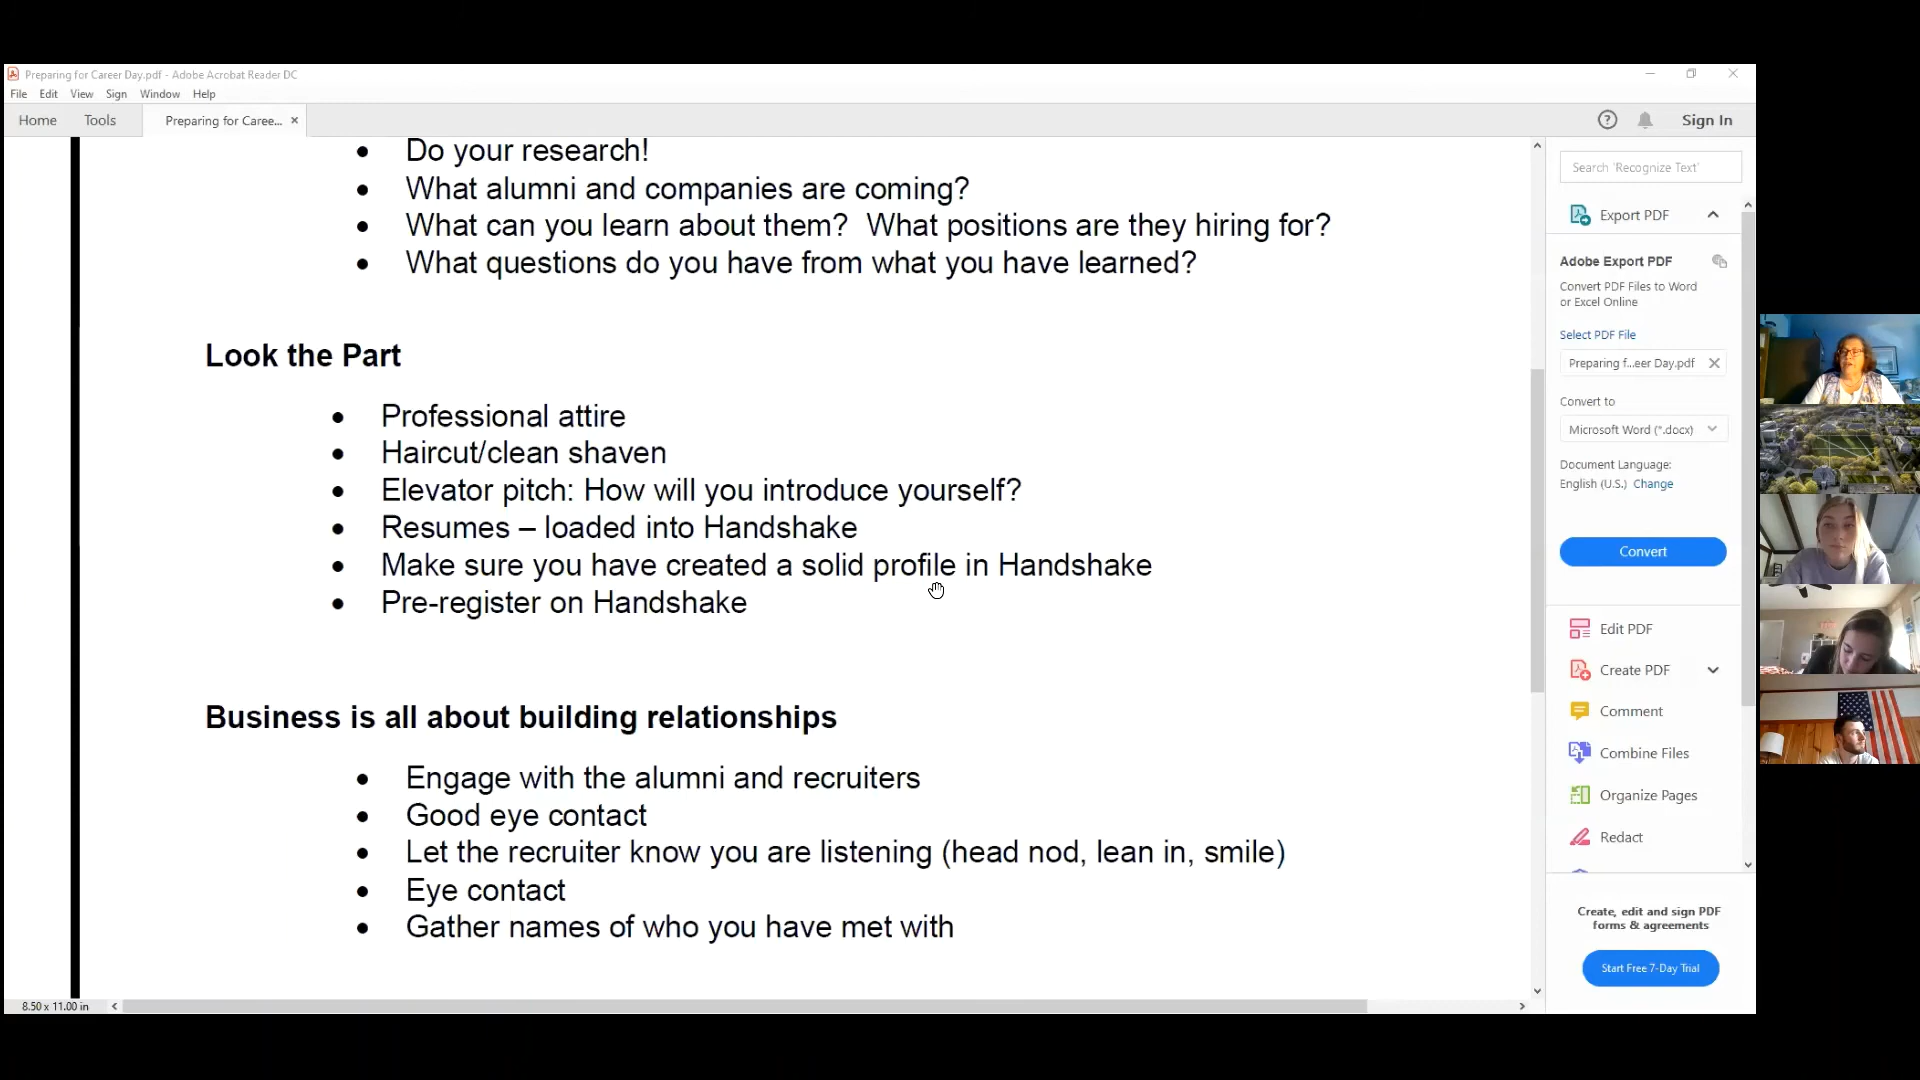 Preparing for Career Day.pdf - Adobe Acrobat Reader DC
File Edit View Sign Window Help
Home Tools Preparing for Caree... × Sign In
• Do your research!
• What alumni and companies are coming?
• What can you learn about them? What positions are they hiring for?
• What questions do you have from what you have learned?
Look the Part
• Professional attire
• Haircut/clean shaven
• Elevator pitch: How will you introduce yourself?
• Resumes – loaded into Handshake
• Make sure you have created a solid profile in Handshake
• Pre-register on Handshake
Business is all about building relationships
• Engage with the alumni and recruiters
• Good eye contact
• Let the recruiter know you are listening (head nod, lean in, smile)
• Eye contact
• Gather names of who you have met with
8.50 x 11.00 in
Search 'Recognize Text'
Export PDF
Adobe Export PDF
Convert PDF Files to Word
or Excel Online
Select PDF File
Preparing f...eer Day.pdf
Convert to
Microsoft Word (*.docx)
Document Language:
English (U.S.) Change
Convert
Edit PDF
Create PDF
Comment
Combine Files
Organize Pages
Redact
Create, edit and sign PDF
forms & agreements
Start Free 7-Day Trial